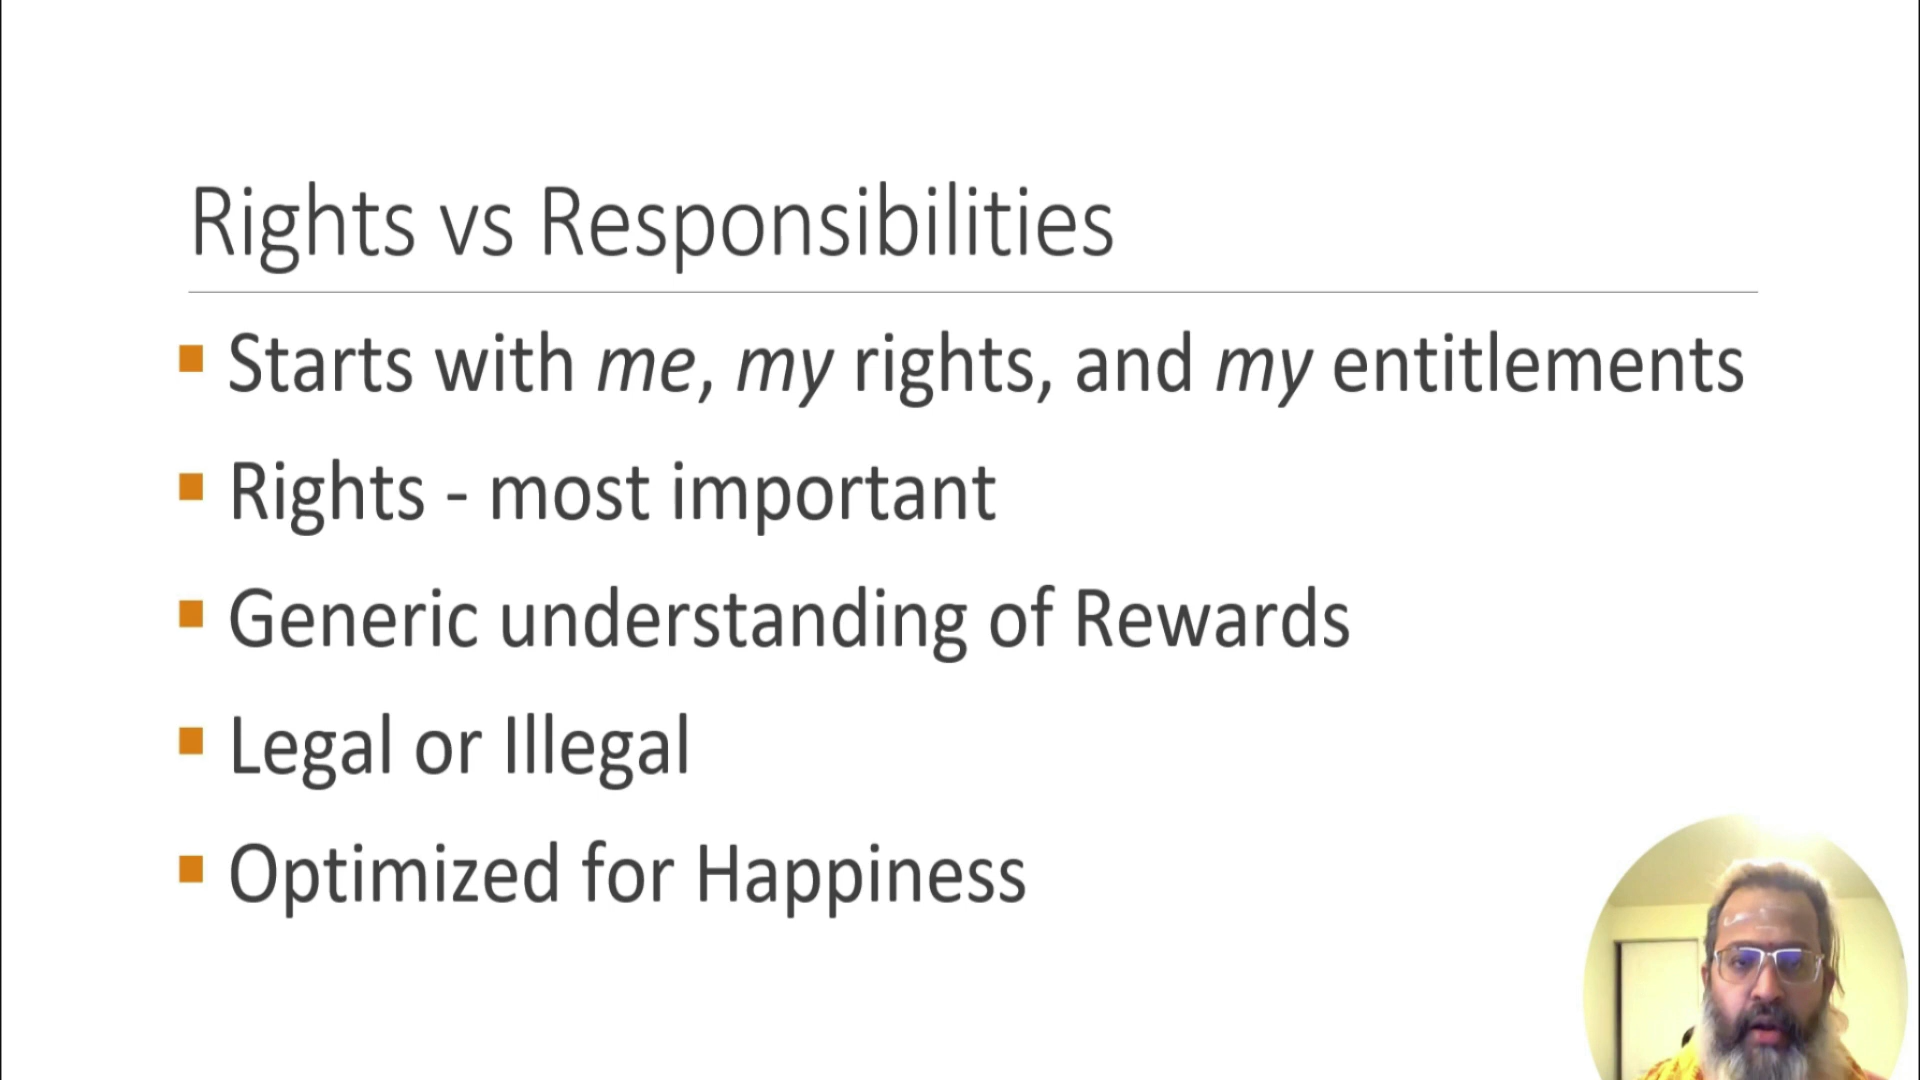 Rights vs Responsibilities
Starts with me, my rights, and my entitlements
Rights - most important
Generic understanding of Rewards
Legal or Illegal
Optimized for Happiness